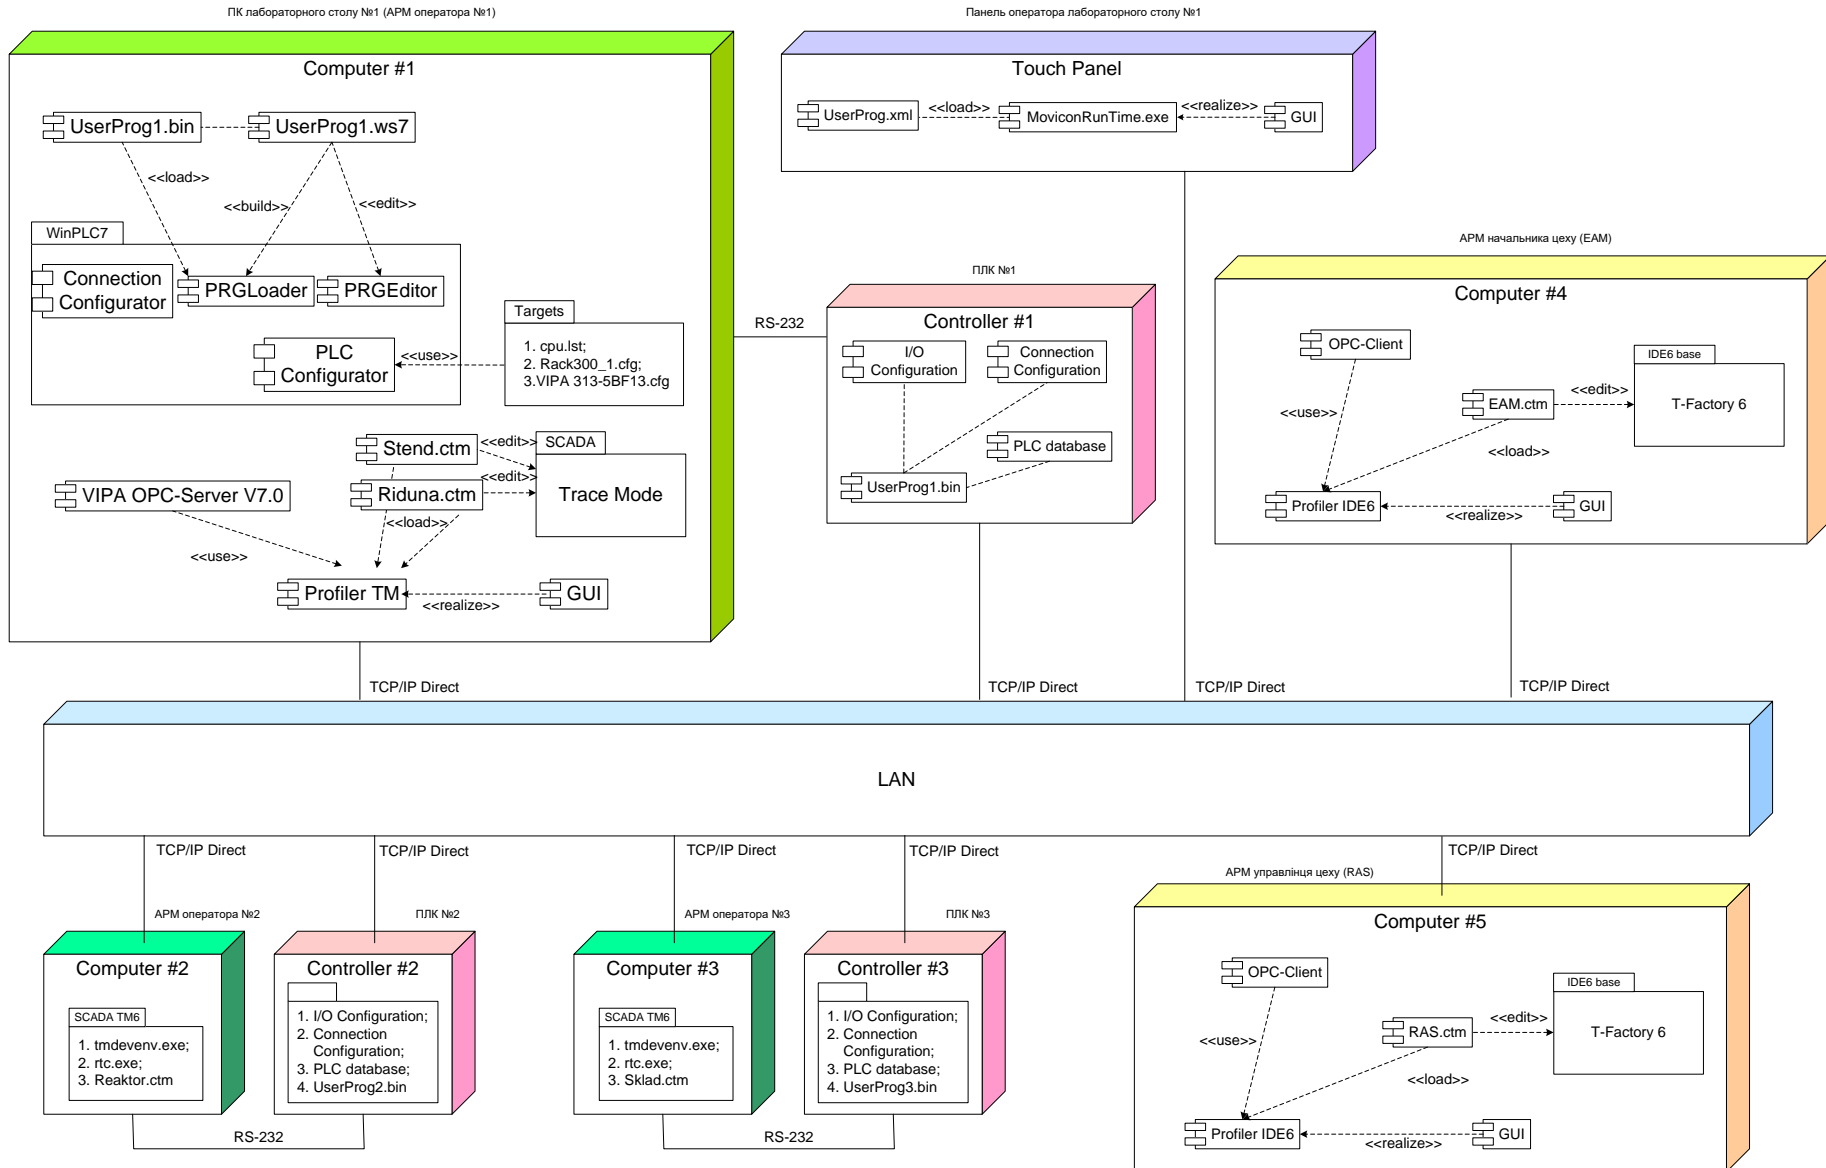 ПК лабораторного столу №1 (АРМ оператора №1)
Computer #1
UserProg1.bin
UserProg1.ws7
<<load>>
<<build>>
<<edit>>
WinPLC7
Connection
Configurator
PRGLoader
PRGEditor
PLC
Configurator
<<use>>
Targets
1. cpu.lst;
2. Rack300_1.cfg;
3.VIPA 313-5BF13.cfg
Stend.ctm
<<edit>>
SCADA
Riduna.ctm
<<edit>>
Trace Mode
VIPA OPC-Server V7.0
<<load>>
<<use>>
Profiler TM
<<realize>>
GUI
Панель оператора лабораторного столу №1
Touch Panel
UserProg.xml
<<load>>
MoviconRunTime.exe
<<realize>>
GUI
RS-232
ПЛК №1
Controller #1
I/O
Configuration
Connection
Configuration
PLC database
UserProg1.bin
АРМ начальника цеху (EAM)
Computer #4
OPC-Client
IDE6 base
<<edit>>
T-Factory 6
EAM.ctm
<<use>>
<<load>>
Profiler IDE6
<<realize>>
GUI
TCP/IP Direct
TCP/IP Direct
TCP/IP Direct
TCP/IP Direct
LAN
TCP/IP Direct
TCP/IP Direct
TCP/IP Direct
TCP/IP Direct
TCP/IP Direct
АРМ оператора №2
Computer #2
SCADA TM6
1. tmdevenv.exe;
2. rtc.exe;
3. Reaktor.ctm
ПЛК №2
Controller #2
1. I/O Configuration;
2. Connection
Configuration;
3. PLC database;
4. UserProg2.bin
RS-232
АРМ оператора №3
Computer #3
SCADA TM6
1. tmdevenv.exe;
2. rtc.exe;
3. Sklad.ctm
ПЛК №3
Controller #3
1. I/O Configuration;
2. Connection
Configuration;
3. PLC database;
4. UserProg3.bin
RS-232
АРМ управлінця цеху (RAS)
Computer #5
OPC-Client
IDE6 base
<<edit>>
T-Factory 6
RAS.ctm
<<use>>
<<load>>
Profiler IDE6
<<realize>>
GUI